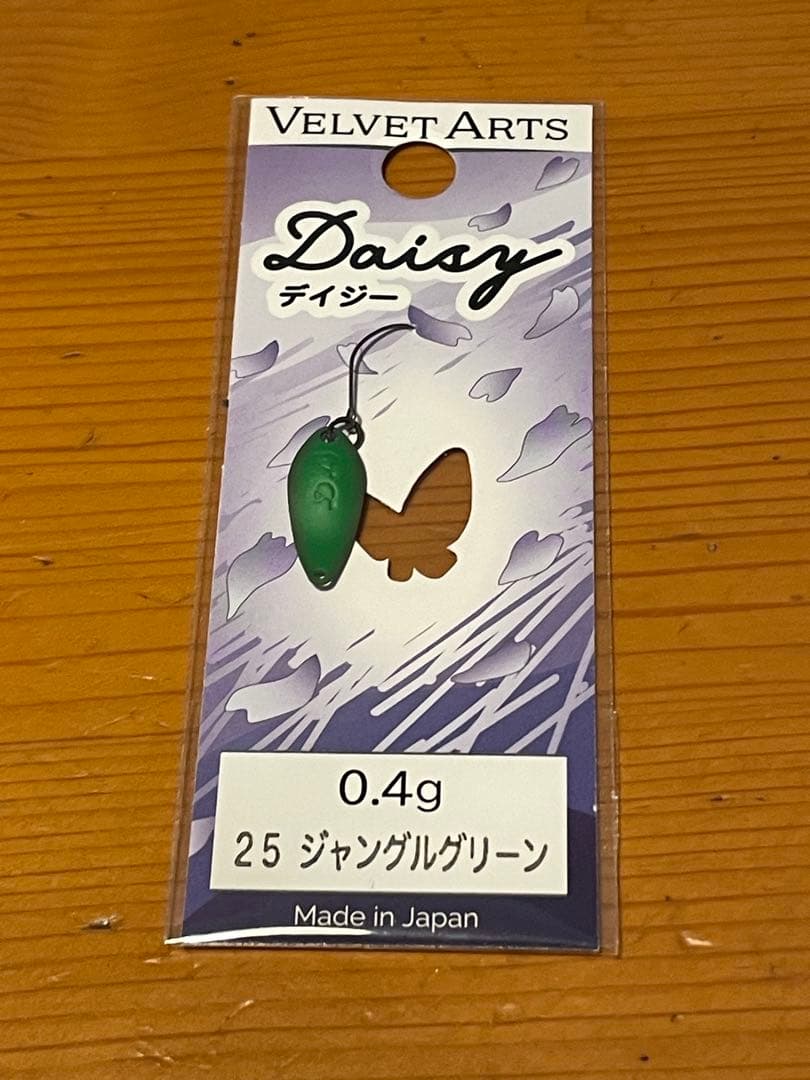 VELVET ARTS
Daisy
デイジー
0.4g
25 ジャングルグリーン
Made in Japan